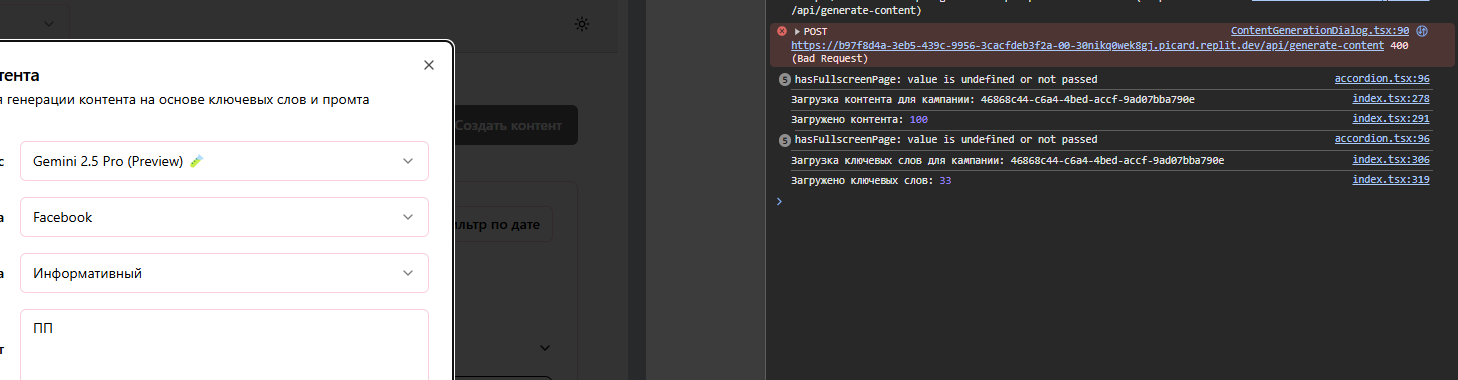 тента
я генерации контента на основе ключевых слов и промта
Создать контент
с
Gemini 2.5 Pro (Preview) 🧪
а
Facebook
льтр по дате
а
Информативный
т
ПП
/api/generate-content)
POST
ContentGenerationDialog.tsx:90
https://b97f8d4a-3eb5-439c-9956-3cacfdeb3f2a-00-30nikq0wek8gj.picard.replit.dev/api/generate-content 400
(Bad Request)
5 hasFullscreenPage: value is undefined or not passed accordion.tsx:96
Загрузка контента для кампании: 46868c44-c6a4-4bed-accf-9ad07bba790e index.tsx:278
Загружено контента: 100 index.tsx:291
5 hasFullscreenPage: value is undefined or not passed accordion.tsx:96
Загрузка ключевых слов для кампании: 46868c44-c6a4-4bed-accf-9ad07bba790e index.tsx:306
Загружено ключевых слов: 33 index.tsx:319